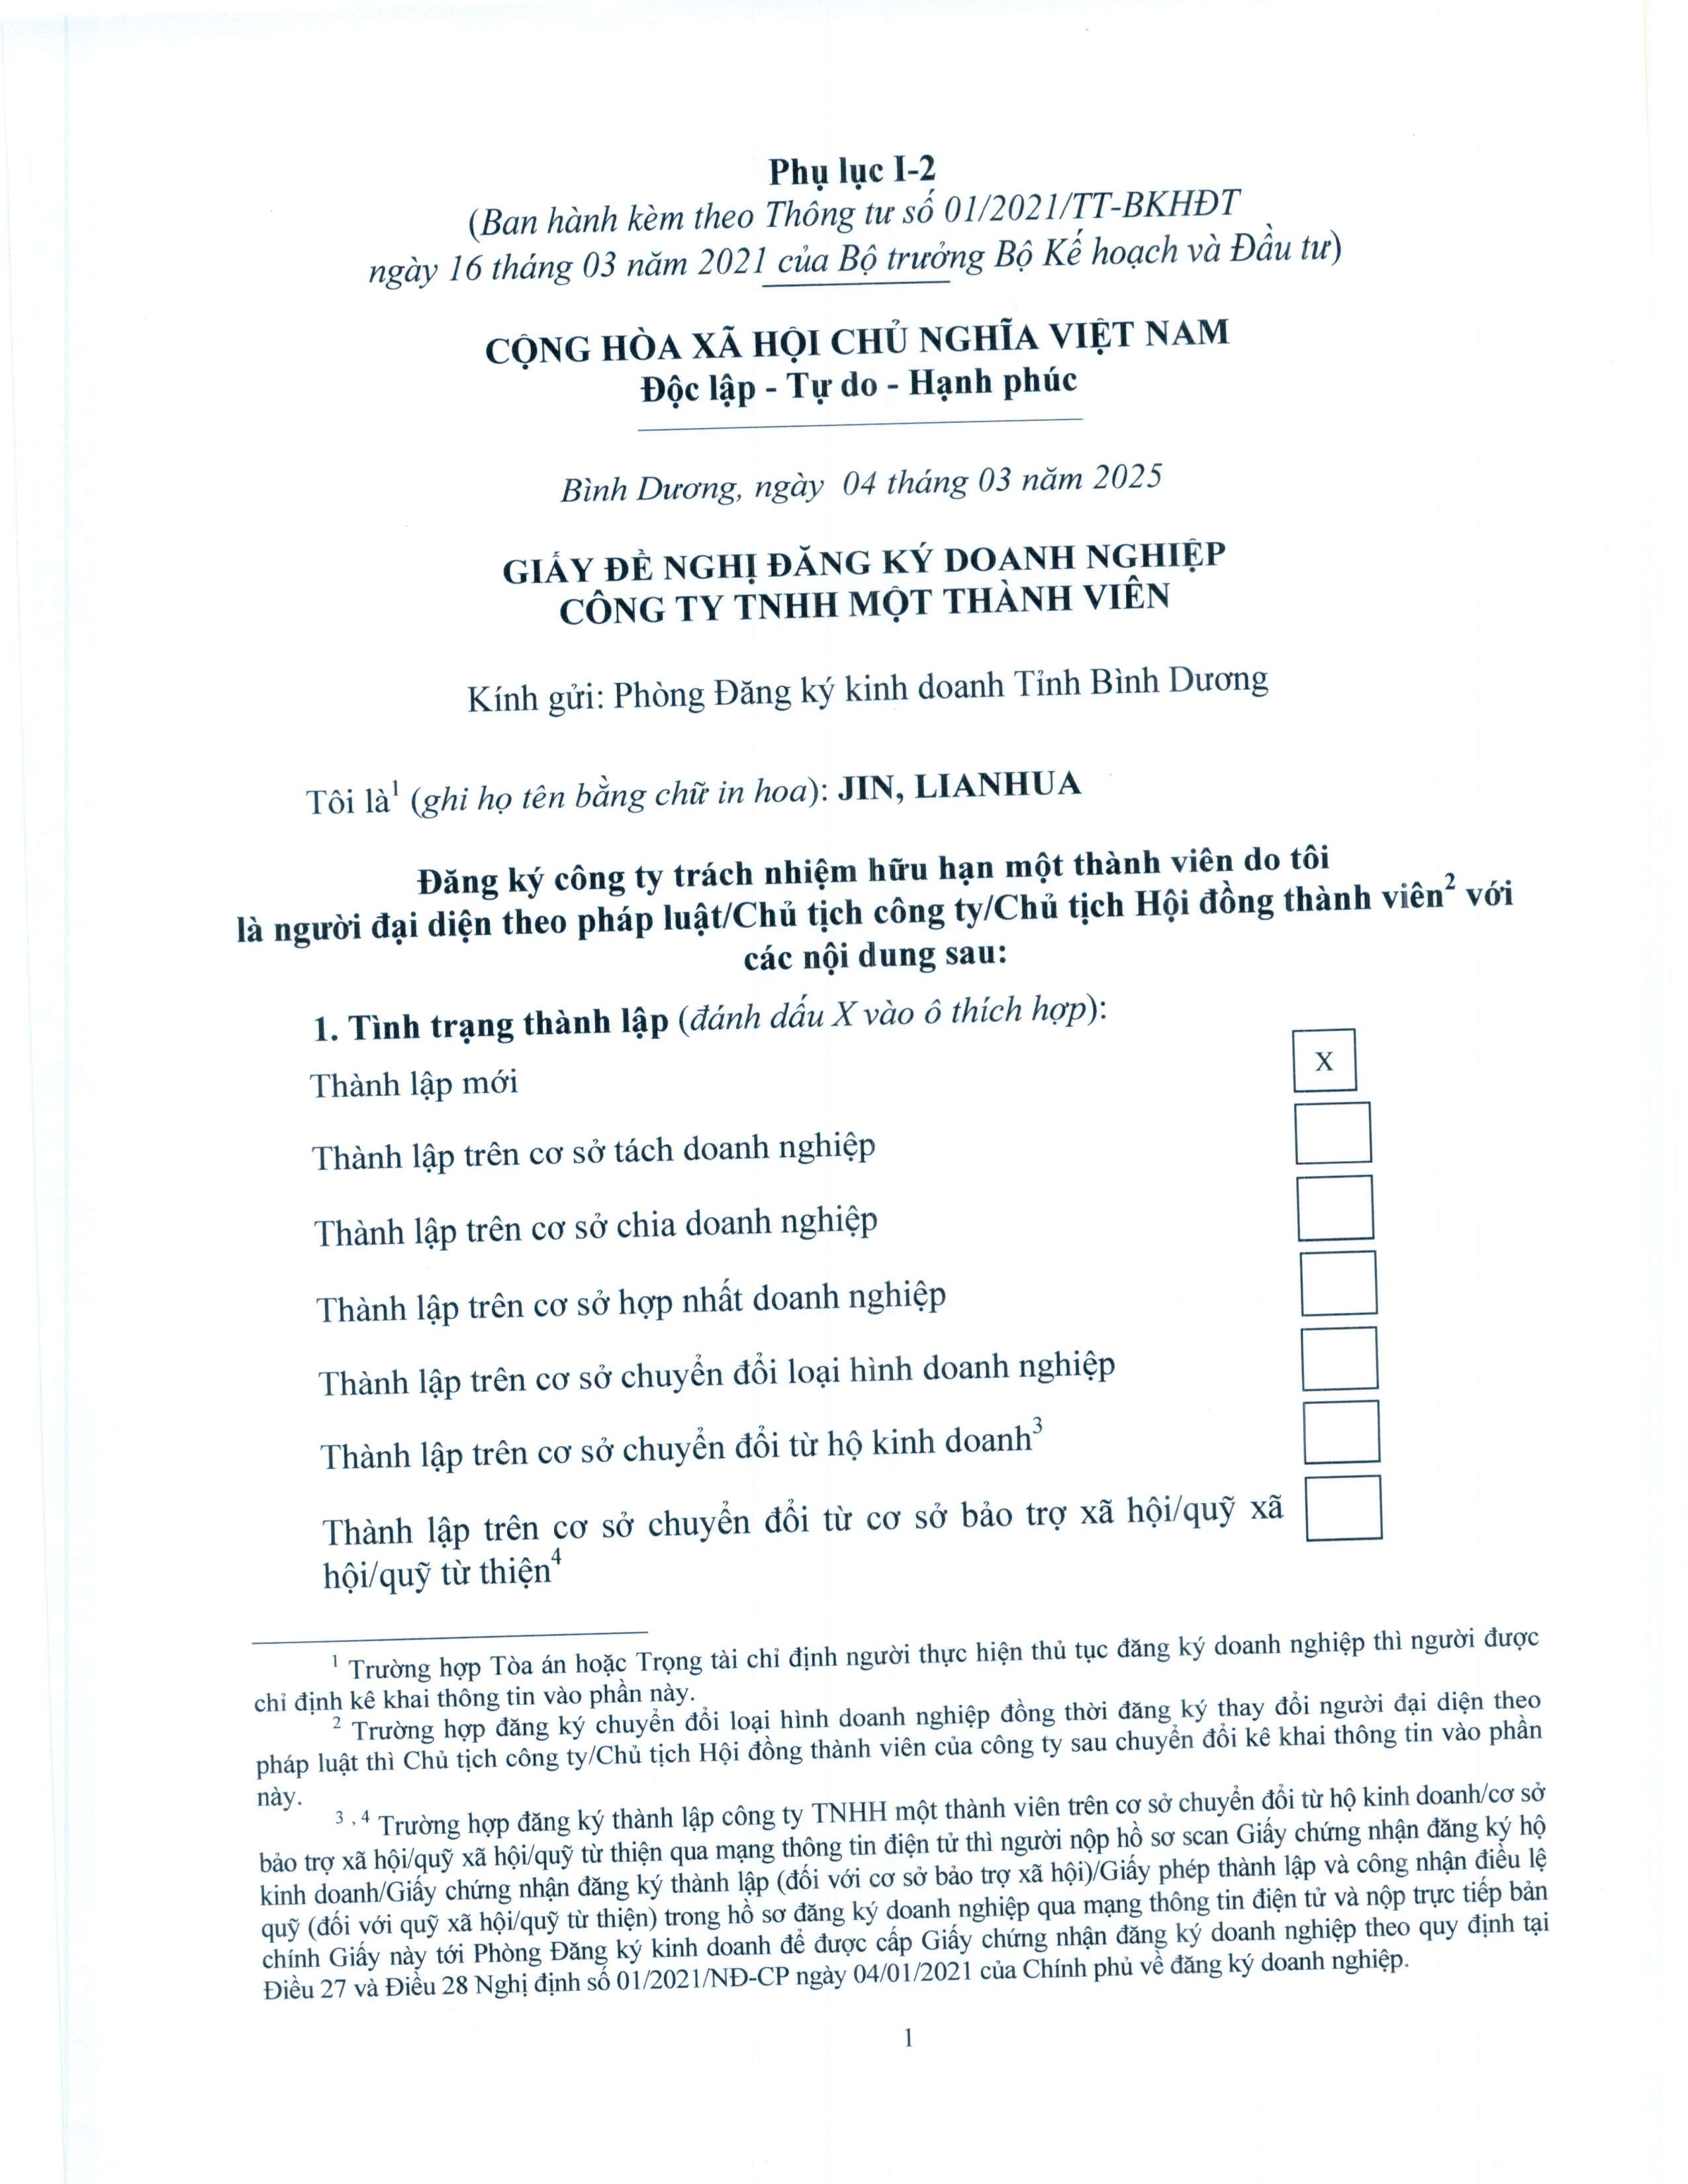 Phụ lục I-2
(Ban hành kèm theo Thông tư số 01/2021/TT-BKHĐT
ngày 16 tháng 03 năm 2021 của Bộ trưởng Bộ Kế hoạch và Đầu tư)
CỘNG HÒA XÃ HỘI CHỦ NGHĨA VIỆT NAM
Độc lập - Tự do - Hạnh phúc
Bình Dương, ngày 04 tháng 03 năm 2025
GIẤY ĐỀ NGHỊ ĐĂNG KÝ DOANH NGHIỆP
CÔNG TY TNHH MỘT THÀNH VIÊN
Kính gửi: Phòng Đăng ký kinh doanh Tỉnh Bình Dương
Tôi là¹ (ghi họ tên bằng chữ in hoa): JIN, LIANHUA
Đăng ký công ty trách nhiệm hữu hạn một thành viên do tôi
là người đại diện theo pháp luật/Chủ tịch công ty/Chủ tịch Hội đồng thành viên² với
các nội dung sau:
1. Tình trạng thành lập (đánh dấu X vào ô thích hợp):
Thành lập mới X
Thành lập trên cơ sở tách doanh nghiệp
Thành lập trên cơ sở chia doanh nghiệp
Thành lập trên cơ sở hợp nhất doanh nghiệp
Thành lập trên cơ sở chuyển đổi loại hình doanh nghiệp
Thành lập trên cơ sở chuyển đổi từ hộ kinh doanh³
Thành lập trên cơ sở chuyển đổi từ cơ sở bảo trợ xã hội/quỹ xã
hội/quỹ từ thiện⁴
¹ Trường hợp Tòa án hoặc Trọng tài chỉ định người thực hiện thủ tục đăng ký doanh nghiệp thì người được
chỉ định kê khai thông tin vào phần này.
² Trường hợp đăng ký chuyển đổi loại hình doanh nghiệp đồng thời đăng ký thay đổi người đại diện theo
pháp luật thì Chủ tịch công ty/Chủ tịch Hội đồng thành viên của công ty sau chuyển đổi kê khai thông tin vào phần
này.
³ , ⁴ Trường hợp đăng ký thành lập công ty TNHH một thành viên trên cơ sở chuyển đổi từ hộ kinh doanh/cơ sở
bảo trợ xã hội/quỹ xã hội/quỹ từ thiện qua mạng thông tin điện tử thì người nộp hồ sơ scan Giấy chứng nhận đăng ký hộ
kinh doanh/Giấy chứng nhận đăng ký thành lập (đối với cơ sở bảo trợ xã hội)/Giấy phép thành lập và công nhận điều lệ
quỹ (đối với quỹ xã hội/quỹ từ thiện) trong hồ sơ đăng ký doanh nghiệp qua mạng thông tin điện tử và nộp trực tiếp bản
chính Giấy này tới Phòng Đăng ký kinh doanh để được cấp Giấy chứng nhận đăng ký doanh nghiệp theo quy định tại
Điều 27 và Điều 28 Nghị định số 01/2021/NĐ-CP ngày 04/01/2021 của Chính phủ về đăng ký doanh nghiệp.
1